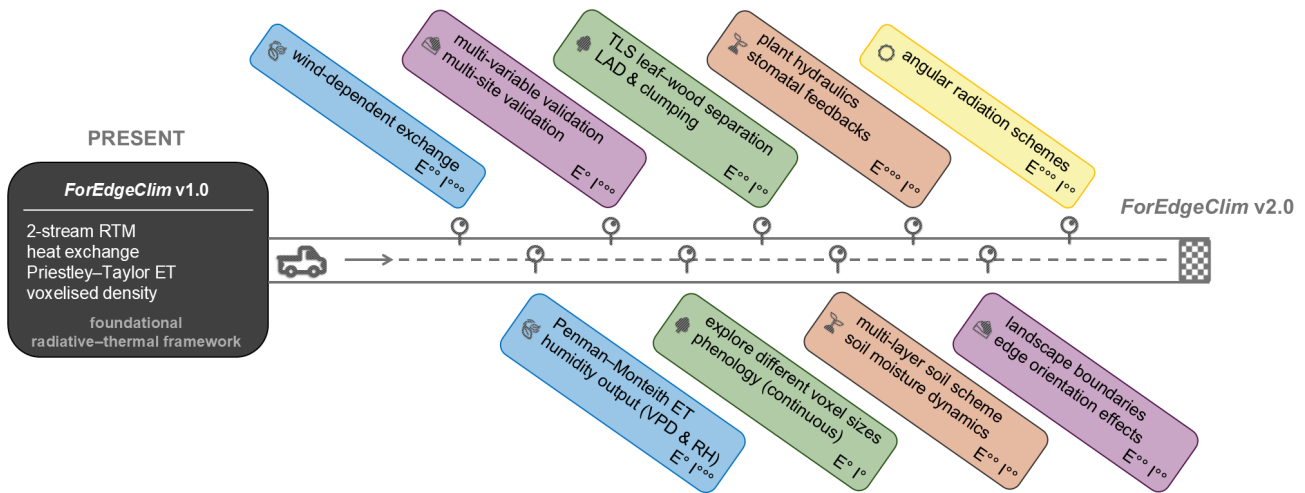 PRESENT
ForEdgeClim v1.0
2-stream RTM
heat exchange
Priestley–Taylor ET
voxelised density
foundational
radiative–thermal framework
wind-dependent exchange
E°° I°°°
multi-variable validation
multi-site validation
E° I°°°
TLS leaf–wood separation
LAD & clumping
E°° I°°
plant hydraulics
stomatal feedbacks
E°°° I°°
angular radiation schemes
E°°° I°°
ForEdgeClim v2.0
Penman–Monteith ET
humidity output (VPD & RH)
E° I°°°
explore different voxel sizes
phenology (continuous)
E° I°
multi-layer soil scheme
soil moisture dynamics
E°° I°°
landscape boundaries
edge orientation effects
E°° I°°